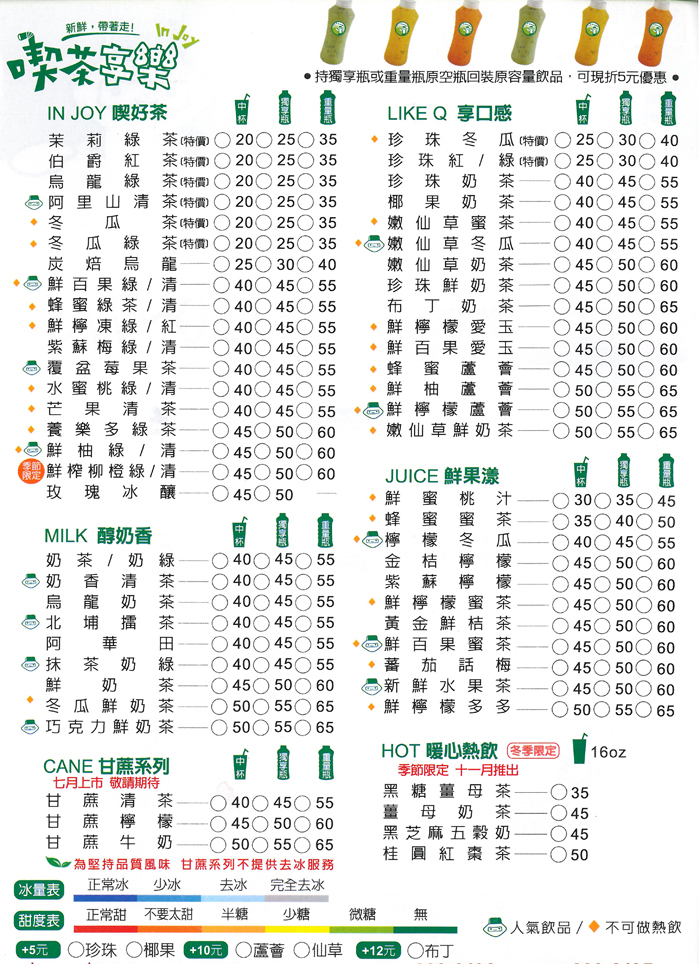 新鮮，帶著走！
In Joy
喫茶享樂
● 持獨享瓶或重量瓶原空瓶回裝原容量飲品，可現折5元優惠 ●
IN JOY 喫好茶 中杯 獨享瓶 重量瓶
茉莉綠茶(特價) 20 25 35
伯爵紅茶(特價) 20 25 35
烏龍綠茶(特價) 20 25 35
阿里山清茶(特價) 20 25 35
冬瓜茶(特價) 20 25 35
冬瓜綠茶(特價) 20 25 35
炭焙烏龍 25 30 40
鮮百果綠/清 40 45 55
蜂蜜綠茶/清 40 45 55
鮮檸凍綠/紅 40 45 55
紫蘇梅綠/清 40 45 55
覆盆莓果茶 40 45 55
水蜜桃綠/清 40 45 55
芒果清茶 40 45 55
養樂多綠茶 45 50 60
鮮柚綠/清 45 50 60
季節限定 鮮榨柳橙綠/清 45 50 60
玫瑰冰釀 45 50
MILK 醇奶香 中杯 獨享瓶 重量瓶
奶茶/奶綠 40 45 55
奶香清茶 40 45 55
烏龍奶茶 40 45 55
北埔擂茶 40 45 55
阿華田 40 45 55
抹茶奶綠 40 45 55
鮮奶茶 45 50 60
冬瓜鮮奶茶 50 55 65
巧克力鮮奶茶 50 55 65
CANE 甘蔗系列 中杯 獨享瓶 重量瓶
七月上市 敬請期待
甘蔗清茶 40 45 55
甘蔗檸檬 45 50 60
甘蔗牛奶 50 55 65
為堅持品質風味 甘蔗系列不提供去冰服務
LIKE Q 享口感 中杯 獨享瓶 重量瓶
珍珠冬瓜(特價) 25 30 40
珍珠紅/綠(特價) 25 30 40
珍珠奶茶 40 45 55
椰果奶茶 40 45 55
嫩仙草蜜茶 40 45 55
嫩仙草冬瓜 40 45 55
嫩仙草奶茶 45 50 60
珍珠鮮奶茶 45 50 60
布丁奶茶 45 50 65
鮮檸檬愛玉 45 50 60
鮮百果愛玉 45 50 60
蜂蜜蘆薈 45 50 60
鮮柚蘆薈 50 55 65
鮮檸檬蘆薈 50 55 65
嫩仙草鮮奶茶 50 55 65
JUICE 鮮果漾 中杯 獨享瓶 重量瓶
鮮蜜桃汁 30 35 45
蜂蜜蜜茶 35 40 50
檸檬冬瓜 40 45 55
金桔檸檬 45 50 60
紫蘇檸檬 45 50 60
鮮檸檬蜜茶 45 50 60
黃金鮮桔茶 45 50 60
鮮百果蜜茶 45 50 60
蕃茄話梅 45 50 60
新鮮水果茶 45 50 60
鮮檸檬多多 50 55 65
HOT 暖心熱飲 冬季限定 16oz
季節限定 十一月推出
黑糖薑母茶 35
薑母奶茶 45
黑芝麻五穀奶 45
桂圓紅棗茶 50
冰量表 正常冰 少冰 去冰 完全去冰
甜度表 正常甜 不要太甜 半糖 少糖 微糖 無
人氣飲品 / ◆ 不可做熱飲
+5元 珍珠 椰果 +10元 蘆薈 仙草 +12元 布丁